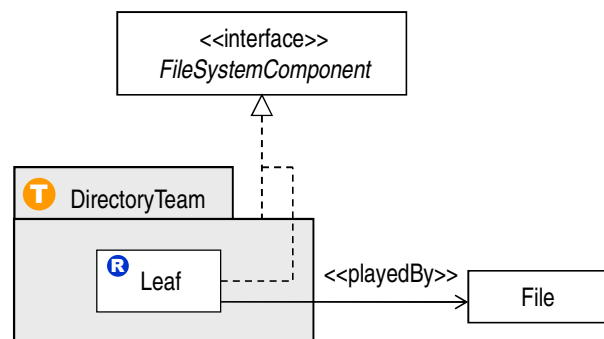 <<interface>>
FileSystemComponent
T DirectoryTeam
R Leaf
<<playedBy>>
File